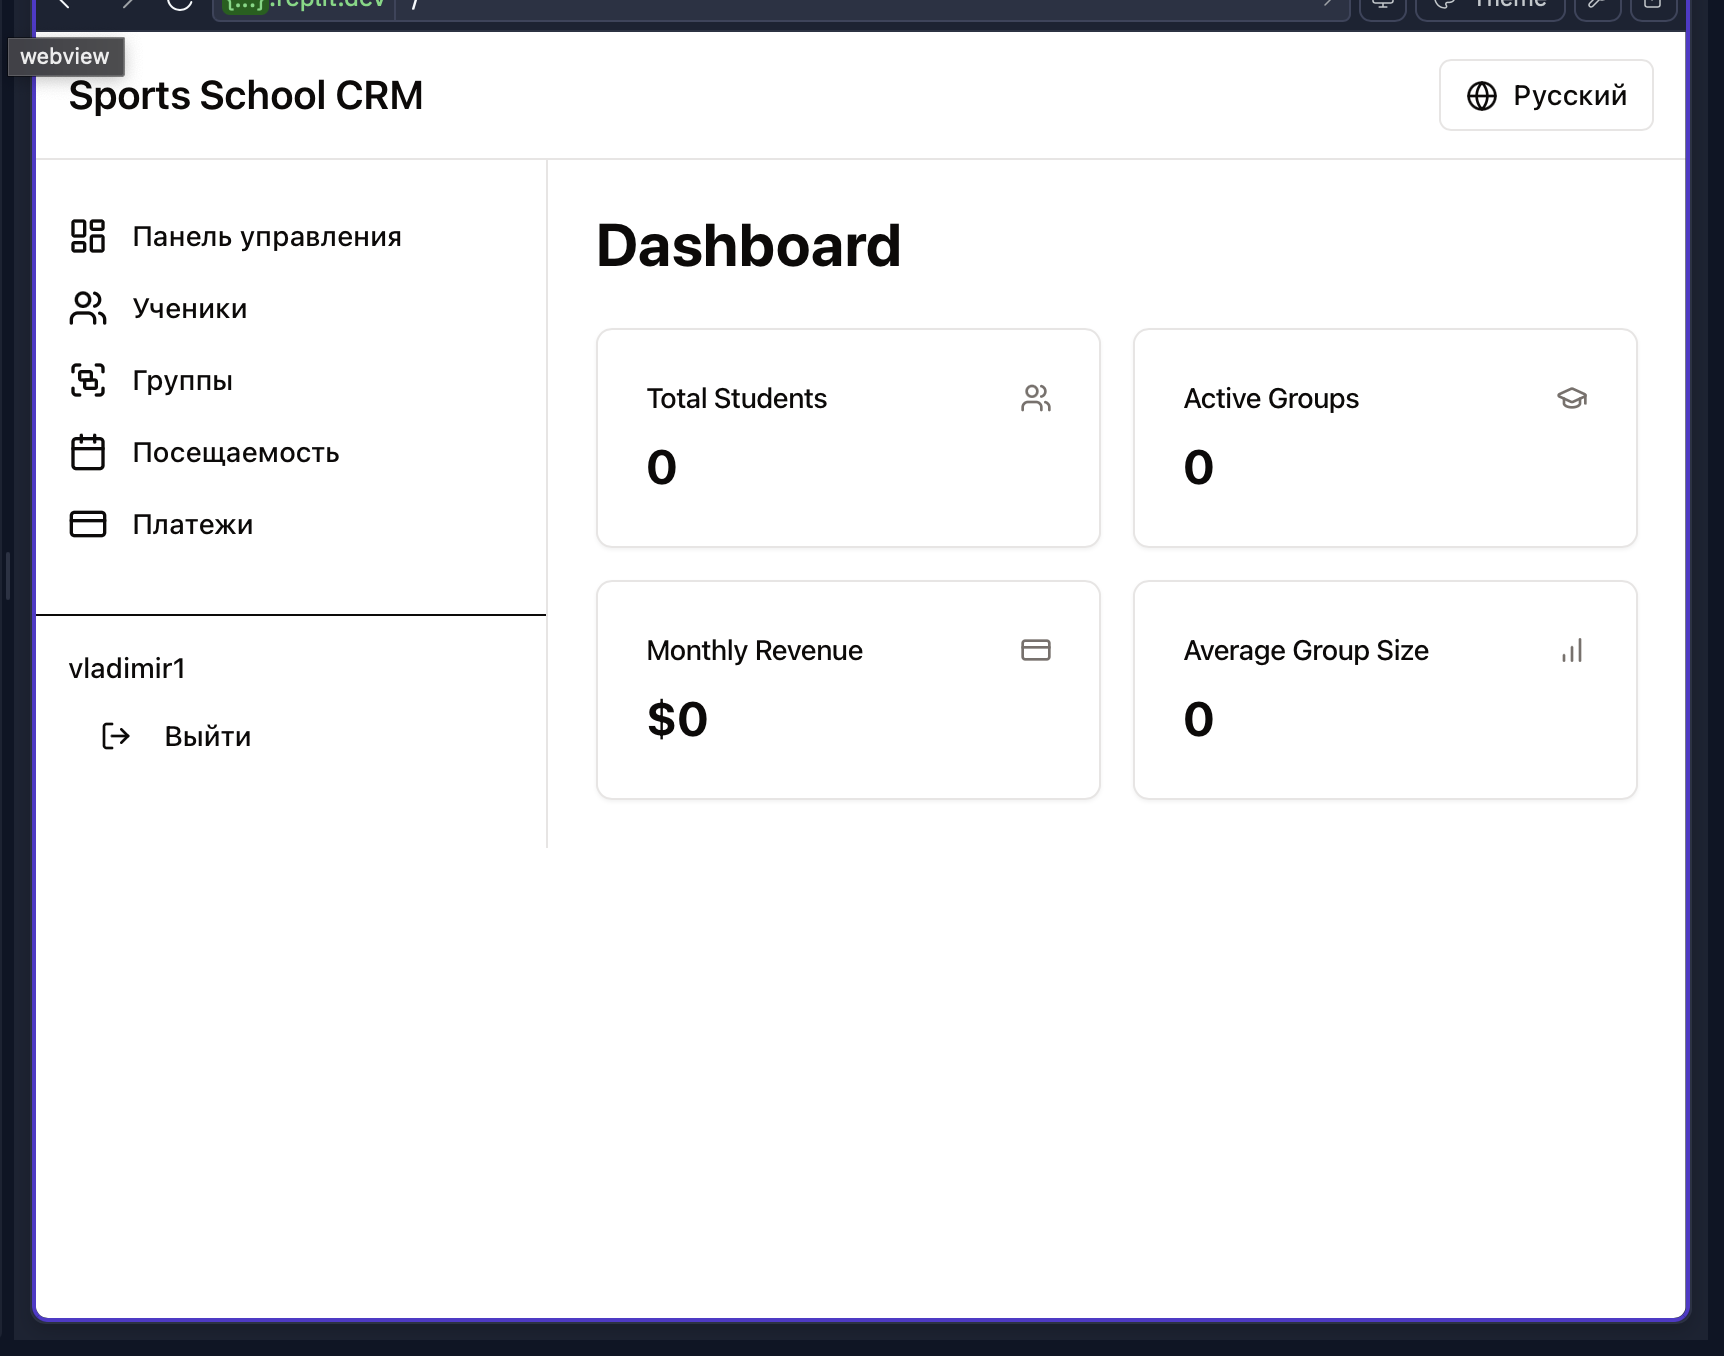 {...}.replit.dev /
Theme
webview
Sports School CRM
Русский
Панель управления
Ученики
Группы
Посещаемость
Платежи
vladimir1
Выйти
Dashboard
Total Students
0
Active Groups
0
Monthly Revenue
$0
Average Group Size
0